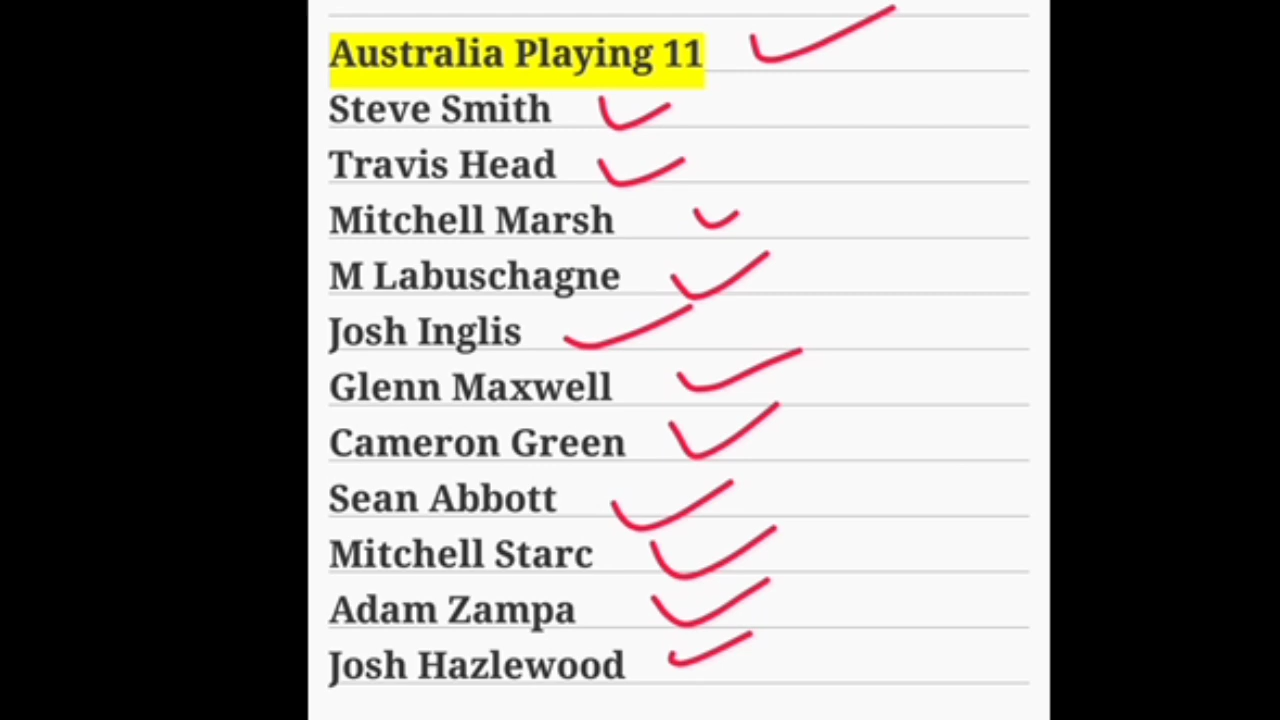 Australia Playing 11
Steve Smith
Travis Head
Mitchell Marsh
M Labuschagne
Josh Inglis
Glenn Maxwell
Cameron Green
Sean Abbott
Mitchell Starc
Adam Zampa
Josh Hazlewood